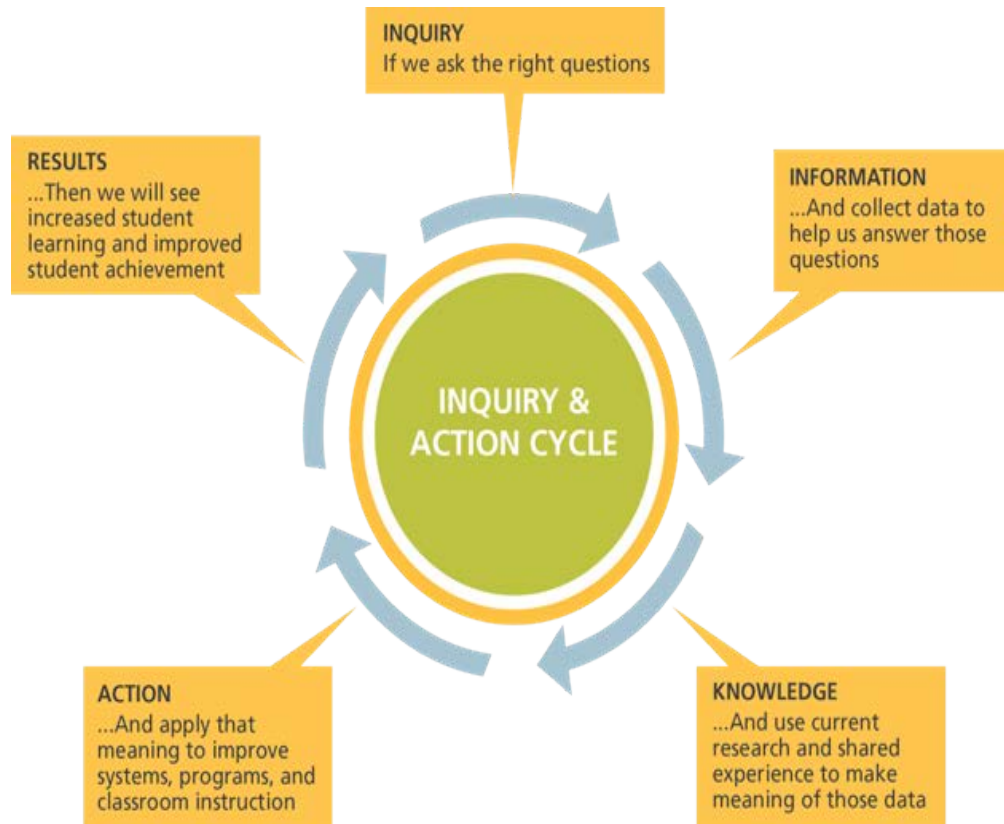 INQUIRY
If we ask the right questions
INFORMATION
...And collect data to
help us answer those
questions
KNOWLEDGE
...And use current
research and shared
experience to make
meaning of those data
ACTION
...And apply that
meaning to improve
systems, programs, and
classroom instruction
RESULTS
...Then we will see
increased student
learning and improved
student achievement
INQUIRY &
ACTION CYCLE